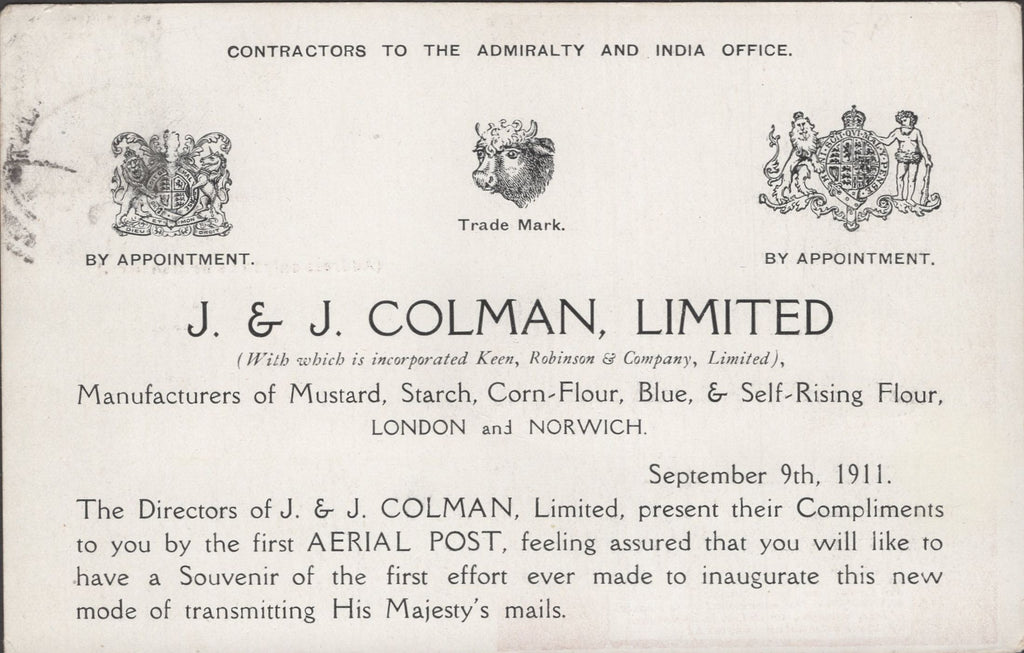 CONTRACTORS TO THE ADMIRALTY AND INDIA OFFICE.
Trade Mark.
BY APPOINTMENT.
BY APPOINTMENT.
J. & J. COLMAN, LIMITED
(With which is incorporated Keen, Robinson & Company, Limited),
Manufacturers of Mustard, Starch, Corn-Flour, Blue, & Self-Rising Flour,
LONDON and NORWICH.
September 9th, 1911.
The Directors of J. & J. COLMAN, Limited, present their Compliments
to you by the first AERIAL POST, feeling assured that you will like to
have a Souvenir of the first effort ever made to inaugurate this new
mode of transmitting His Majesty's mails.